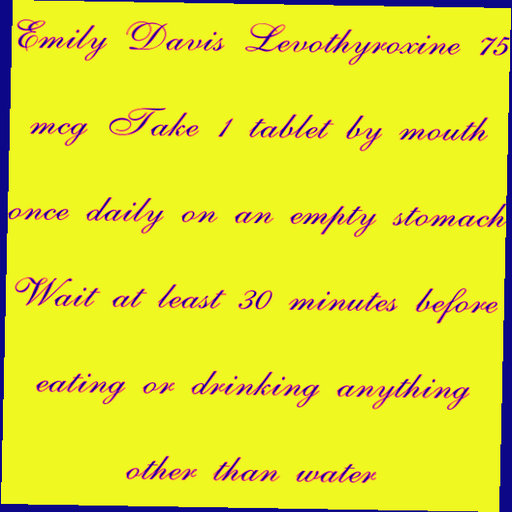 Emily Davis Levothyroxine 75
mcg Take 1 tablet by mouth
once daily on an empty stomach
Wait at least 30 minutes before
eating or drinking anything
other than water